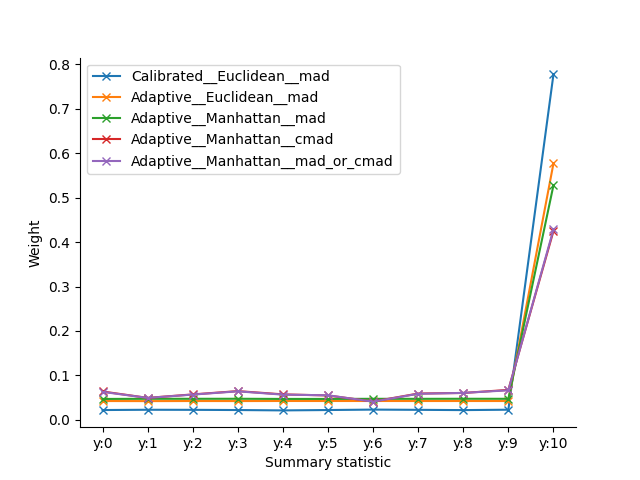 0.8
0.7
0.6
0.5
0.4
0.3
0.2
0.1
0.0
Weight
Calibrated__Euclidean__mad
Adaptive__Euclidean__mad
Adaptive__Manhattan__mad
Adaptive__Manhattan__cmad
Adaptive__Manhattan__mad_or_cmad
y:0 y:1 y:2 y:3 y:4 y:5 y:6 y:7 y:8 y:9 y:10
Summary statistic